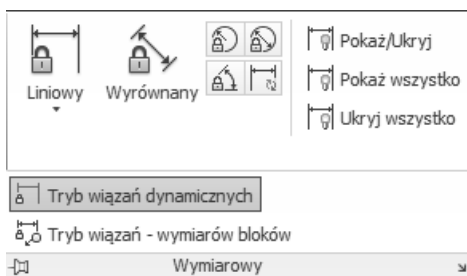 Liniowy
Wyrównany
Pokaż/Ukryj
Pokaż wszystko
Ukryj wszystko
Tryb wiązań dynamicznych
Tryb wiązań - wymiarów bloków
Wymiarowy